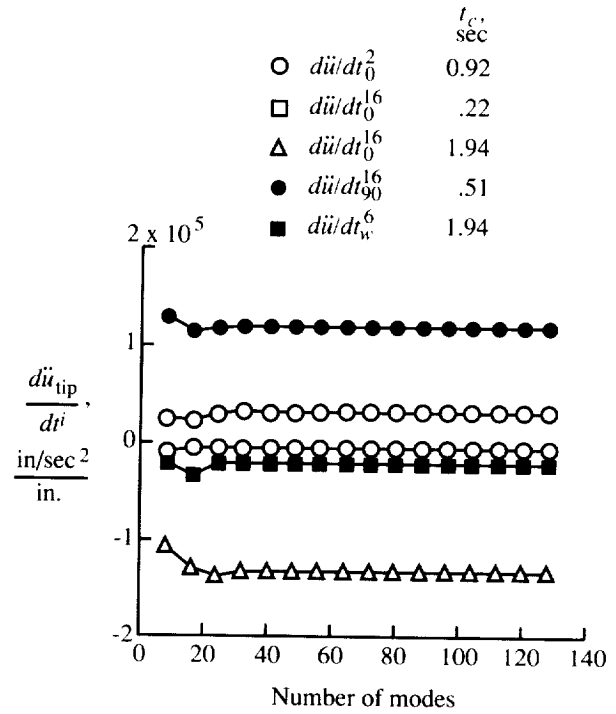 t_c,
sec
○ dü/dt_0^2 0.92
□ dü/dt_0^16 .22
△ dü/dt_0^16 1.94
● dü/dt_90^16 .51
■ dü/dt_w^6 1.94
2 x 10^5
1
0
-1
-2
dü_tip
dt^i,
in/sec^2
in.
0 20 40 60 80 100 120 140
Number of modes